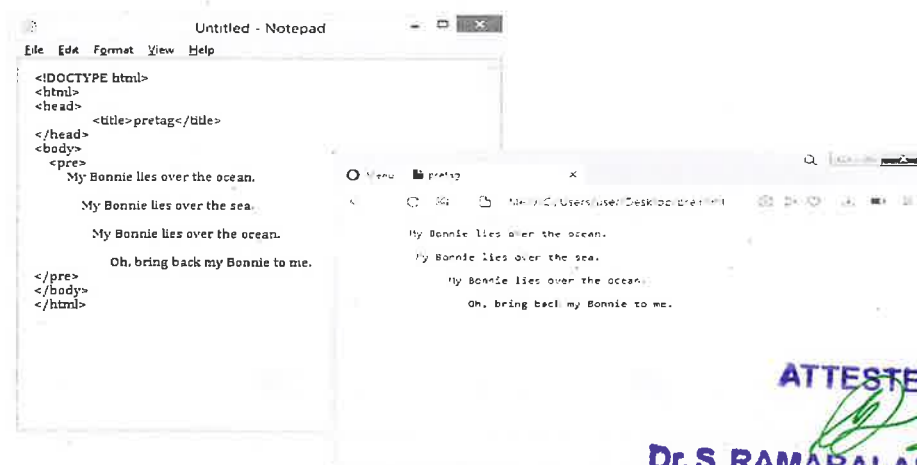 Untitled - Notepad
File Edit Format View Help
<!DOCTYPE html>
<html>
<head>
<title>pretag</title>
</head>
<body>
<pre>
My Bonnie lies over the ocean.
My Bonnie lies over the sea.
My Bonnie lies over the ocean.
Oh, bring back my Bonnie to me.
</pre>
</body>
</html>
Menu pretag
My Bonnie lies over the ocean.
My Bonnie lies over the sea.
My Bonnie lies over the ocean.
Oh, bring back my Bonnie to me.
ATTESTE
Dr. S. RAMABALA